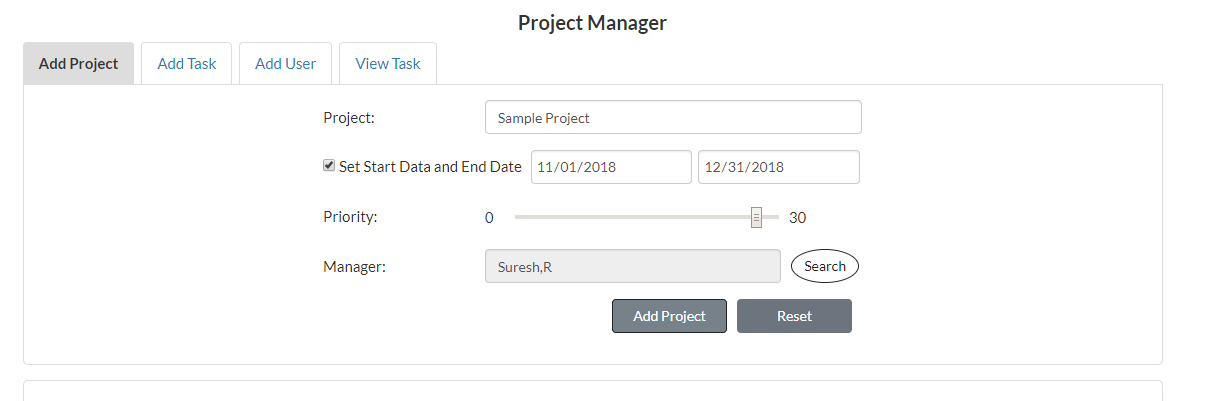 Project Manager
Add Project Add Task Add User View Task
Project: Sample Project
Set Start Data and End Date 11/01/2018 12/31/2018
Priority: 0 30
Manager: Suresh,R Search
Add Project Reset